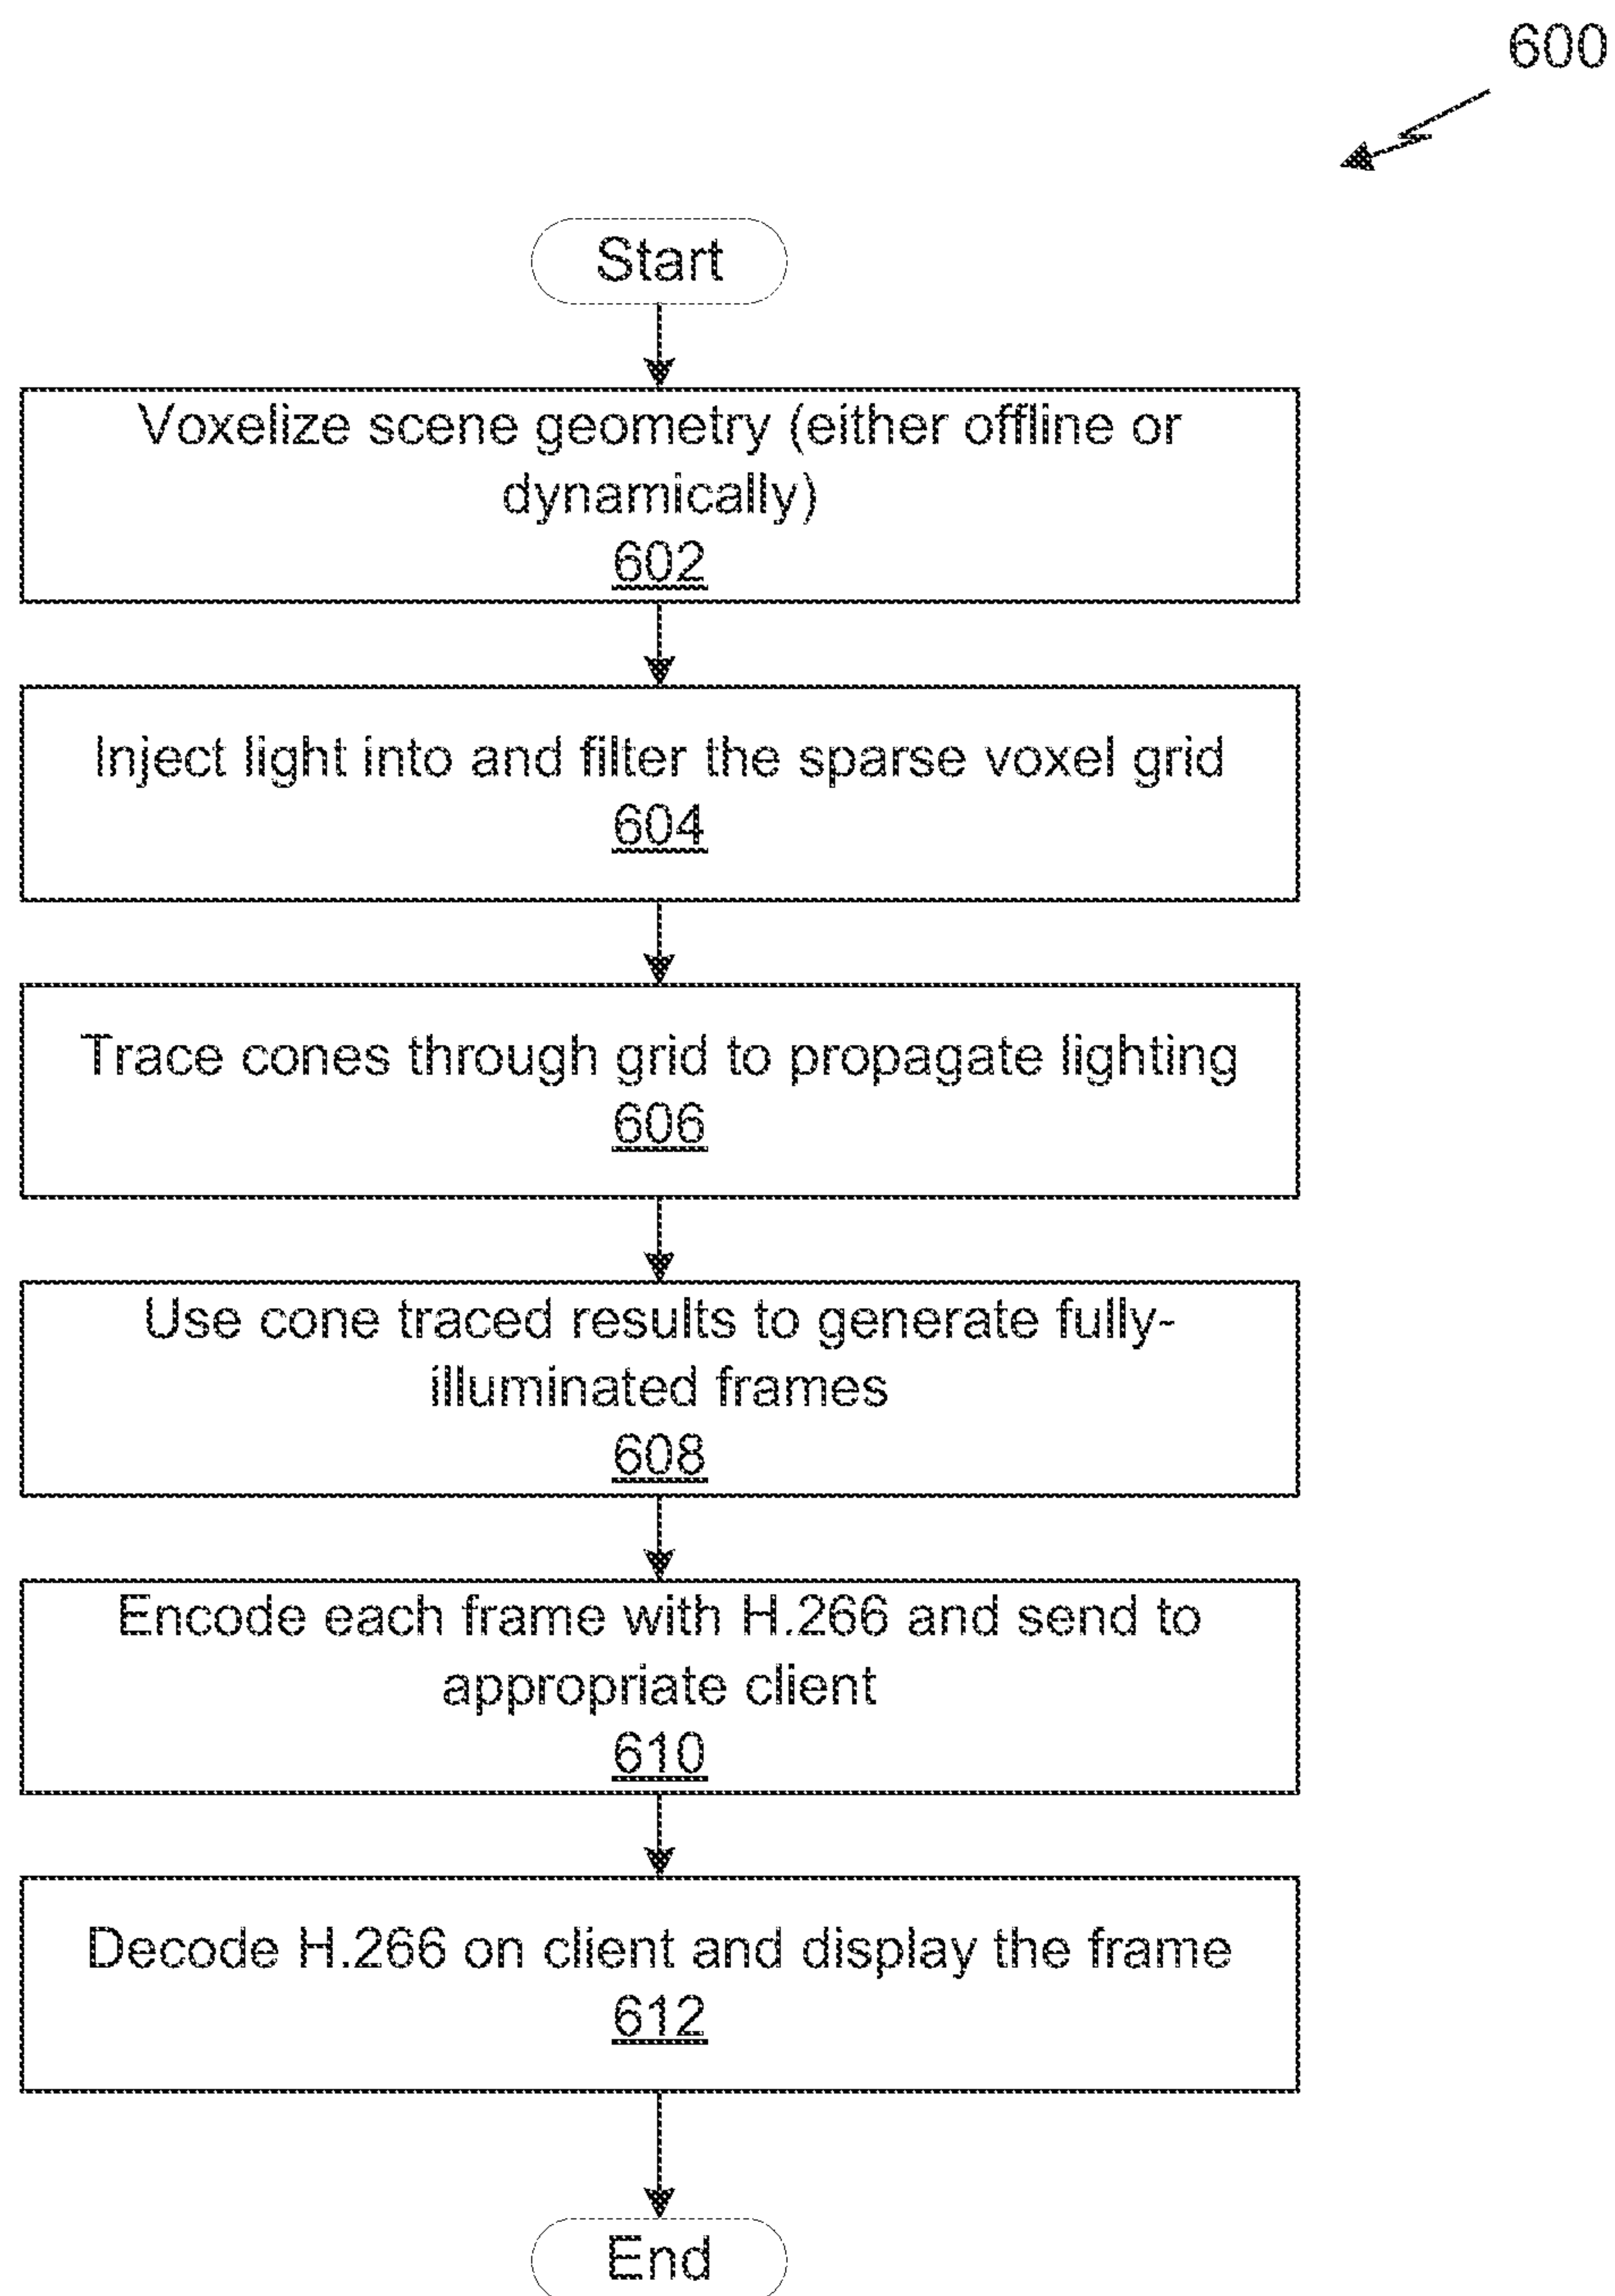 600
Start
Voxelize scene geometry (either offline or
dynamically)
602
Inject light into and filter the sparse voxel grid
604
Trace cones through grid to propagate lighting
606
Use cone traced results to generate fully-
illuminated frames
608
Encode each frame with H.266 and send to
appropriate client
610
Decode H.266 on client and display the frame
612
End